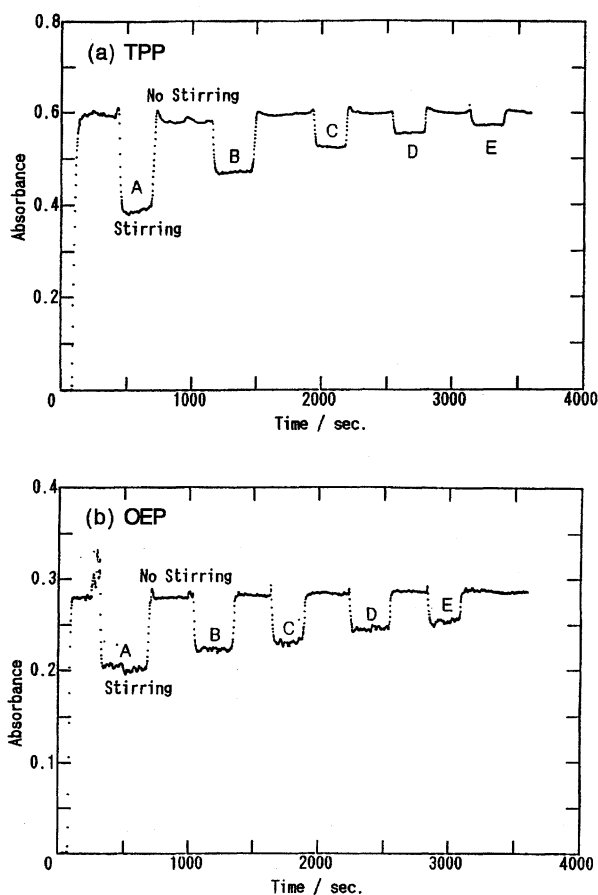 (a) TPP
0.8
0.6
0.4
0.2
0
Absorbance
No Stirring
Stirring
A
B
C
D
E
0
1000
2000
3000
4000
Time / sec.
(b) OEP
0.4
0.3
0.2
0.1
0
Absorbance
No Stirring
Stirring
A
B
C
D
E
1000
2000
3000
4000
Time / sec.